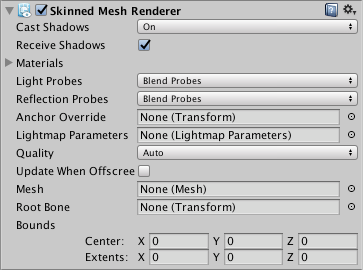 Skinned Mesh Renderer
Cast Shadows On
Receive Shadows
Materials
Light Probes Blend Probes
Reflection Probes Blend Probes
Anchor Override None (Transform)
Lightmap Parameters None (Lightmap Parameters)
Quality Auto
Update When Offscree
Mesh None (Mesh)
Root Bone None (Transform)
Bounds
Center: X 0 Y 0 Z 0
Extents: X 0 Y 0 Z 0